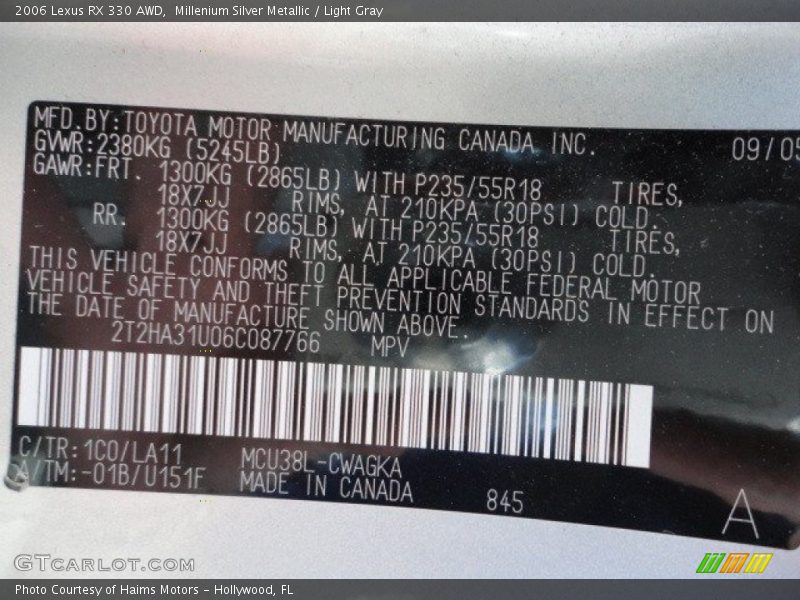 2006 Lexus RX 330 AWD,  Millenium Silver Metallic / Light Gray
MFD.BY:TOYOTA MOTOR MANUFACTURING CANADA INC. 09/05
GVWR:2380KG (5245LB)
GAWR:FRT. 1300KG (2865LB) WITH P235/55R18 TIRES,
18X7JJ RIMS, AT 210KPA (30PSI) COLD.
RR. 1300KG (2865LB) WITH P235/55R18 TIRES,
18X7JJ RIMS, AT 210KPA (30PSI) COLD.
THIS VEHICLE CONFORMS TO ALL APPLICABLE FEDERAL MOTOR
VEHICLE SAFETY AND THEFT PREVENTION STANDARDS IN EFFECT ON
THE DATE OF MANUFACTURE SHOWN ABOVE.
2T2HA31U06C087766 MPV
C/TR:1C0/LA11 MCU38L-CWAGKA
A/TM:-01B/U151F MADE IN CANADA 845 A
GTCARLOT.COM
Photo Courtesy of Haims Motors - Hollywood, FL